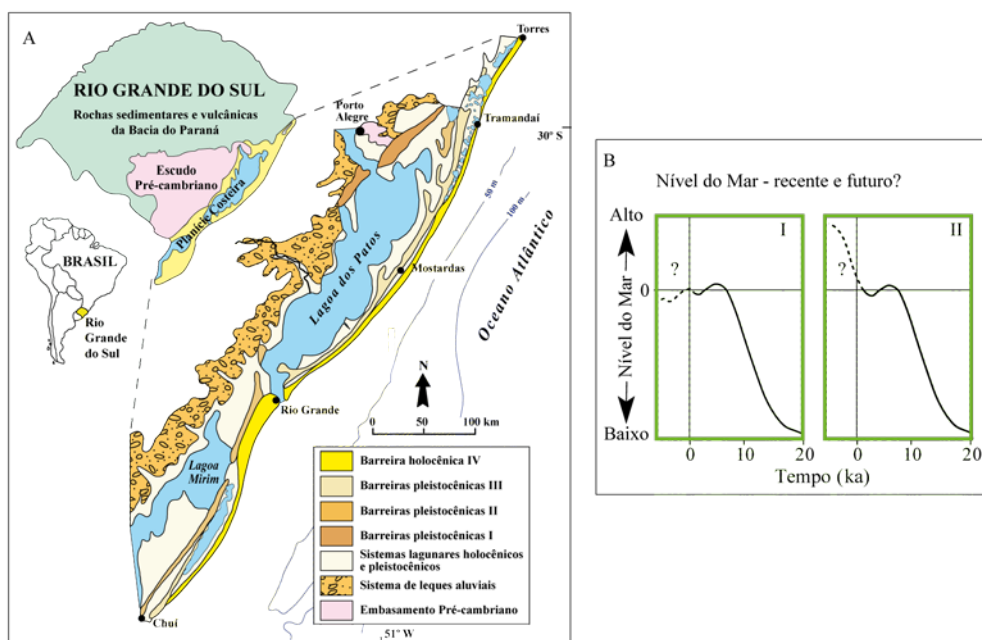 A
RIO GRANDE DO SUL
Rochas sedimentares e vulcânicas
da Bacia do Paraná
Escudo
Pré-cambriano
Planície Costeira
BRASIL
Rio
Grande
do Sul
Torres
Porto
Alegre
Tramandaí
30º S
50 m
100 m
Oceano Atlântico
Lagoa dos Patos
Mostardas
N
Rio Grande
0 50 100 km
Lagoa
Mirim
Chuí
51º W
Barreira holocênica IV
Barreiras pleistocênicas III
Barreiras pleistocênicas II
Barreiras pleistocênicas I
Sistemas lagunares holocênicos
e pleistocênicos
Sistema de leques aluviais
Embasamento Pré-cambriano
B
Nível do Mar - recente e futuro?
Alto
0
Baixo
Nível do Mar
I
?
II
?
0 10 20
0 10 20
Tempo (ka)